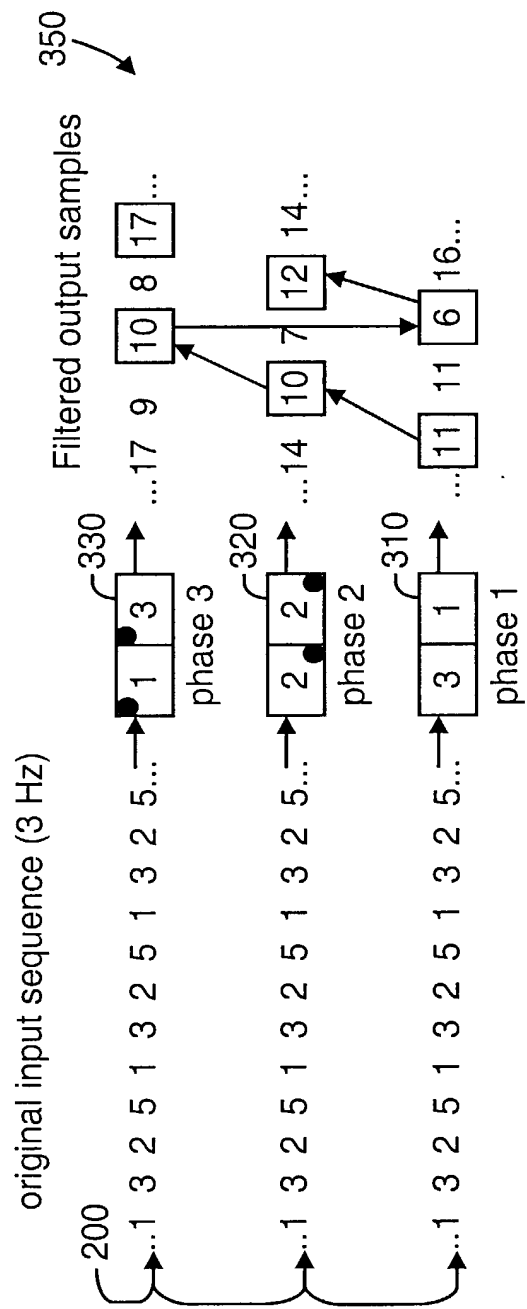 original input sequence (3 Hz)
Filtered output samples
350
200
...1 3 2 5 1 3 2 5 1 3 2 5...
1 3
330
phase 3
...17 9 10 8 17 ...
...1 3 2 5 1 3 2 5 1 3 2 5...
2 2
320
phase 2
...14 10 7 12 14...
...1 3 2 5 1 3 2 5 1 3 2 5...
3 1
310
phase 1
... 11 11 6 16...